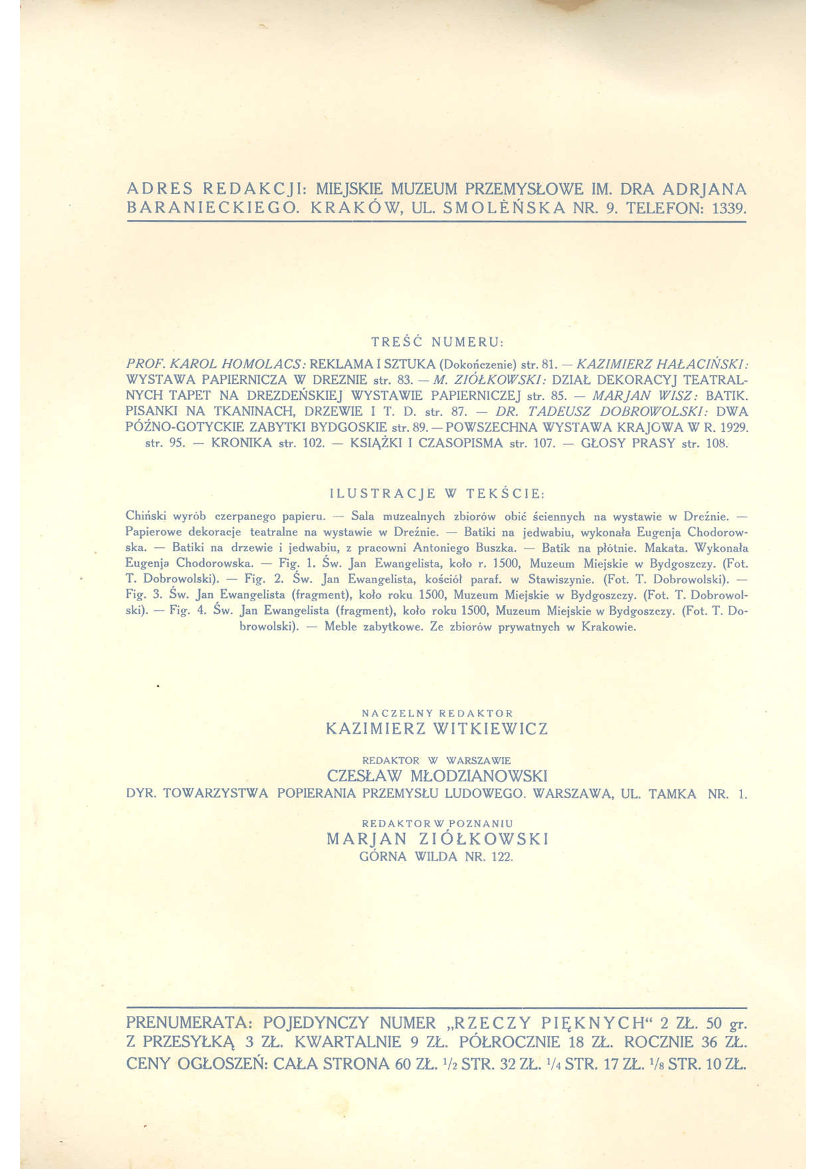 ADRES REDAKCJI: MIEJSKIE MUZEUM PRZEMYSŁOWE IM. DRA ADRJANA
BARANIECKIEGO. KRAKÓW, UL. SMOLEŃSKA NR. 9. TELEFON: 1339.
TREŚĆ NUMERU:
PROF. KAROL HOMOLACS: REKLAMA I SZTUKA (Dokończenie) str. 81. — KAZIMIERZ HAŁACIŃSKI:
WYSTAWA PAPIERNICZA W DREZNIE str. 83. — M. ZIÓŁKOWSKI: DZIAŁ DEKORACYJ TEATRAL-
NYCH TAPET NA DREZDEŃSKIEJ WYSTAWIE PAPIERNICZEJ str. 85. — MARJAN WISZ: BATIK.
PISANKI NA TKANINACH, DRZEWIE I T. D. str. 87. — DR. TADEUSZ DOBROWOLSKI: DWA
PÓŹNO-GOTYCKIE ZABYTKI BYDGOSKIE str. 89. — POWSZECHNA WYSTAWA KRAJOWA W R. 1929.
str. 95. — KRONIKA str. 102. — KSIĄŻKI I CZASOPISMA str. 107. — GŁOSY PRASY str. 108.
ILUSTRACJE W TEKŚCIE:
Chiński wyrób czerpanego papieru. — Sala muzealnych zbiorów obić ściennych na wystawie w Dreźnie. —
Papierowe dekoracje teatralne na wystawie w Dreźnie. — Batiki na jedwabiu, wykonała Eugenja Chodorow-
ska. — Batiki na drzewie i jedwabiu, z pracowni Antoniego Buszka. — Batik na płótnie. Makata. Wykonała
Eugenja Chodorowska. — Fig. 1. Św. Jan Ewangelista, koło r. 1500, Muzeum Miejskie w Bydgoszczy. (Fot.
T. Dobrowolski). — Fig. 2. Św. Jan Ewangelista, kościół paraf. w Stawiszynie. (Fot. T. Dobrowolski). —
Fig. 3. Św. Jan Ewangelista (fragment), koło roku 1500, Muzeum Miejskie w Bydgoszczy. (Fot. T. Dobrowol-
ski). — Fig. 4. Św. Jan Ewangelista (fragment), koło roku 1500, Muzeum Miejskie w Bydgoszczy. (Fot. T. Do-
browolski). — Meble zabytkowe. Ze zbiorów prywatnych w Krakowie.
NACZELNY REDAKTOR
KAZIMIERZ WITKIEWICZ
REDAKTOR W WARSZAWIE
CZESŁAW MŁODZIANOWSKI
DYR. TOWARZYSTWA POPIERANIA PRZEMYSŁU LUDOWEGO. WARSZAWA, UL. TAMKA NR. 1.
REDAKTOR W POZNANIU
MARJAN ZIÓŁKOWSKI
GÓRNA WILDA NR. 122.
PRENUMERATA: POJEDYNCZY NUMER „RZECZY PIĘKNYCH“ 2 ZŁ. 50 gr.
Z PRZESYŁKĄ 3 ZŁ. KWARTALNIE 9 ZŁ. PÓŁROCZNIE 18 ZŁ. ROCZNIE 36 ZŁ.
CENY OGŁOSZEŃ: CAŁA STRONA 60 ZŁ. 1/2 STR. 32 ZŁ. 1/4 STR. 17 ZŁ. 1/8 STR. 10 ZŁ.